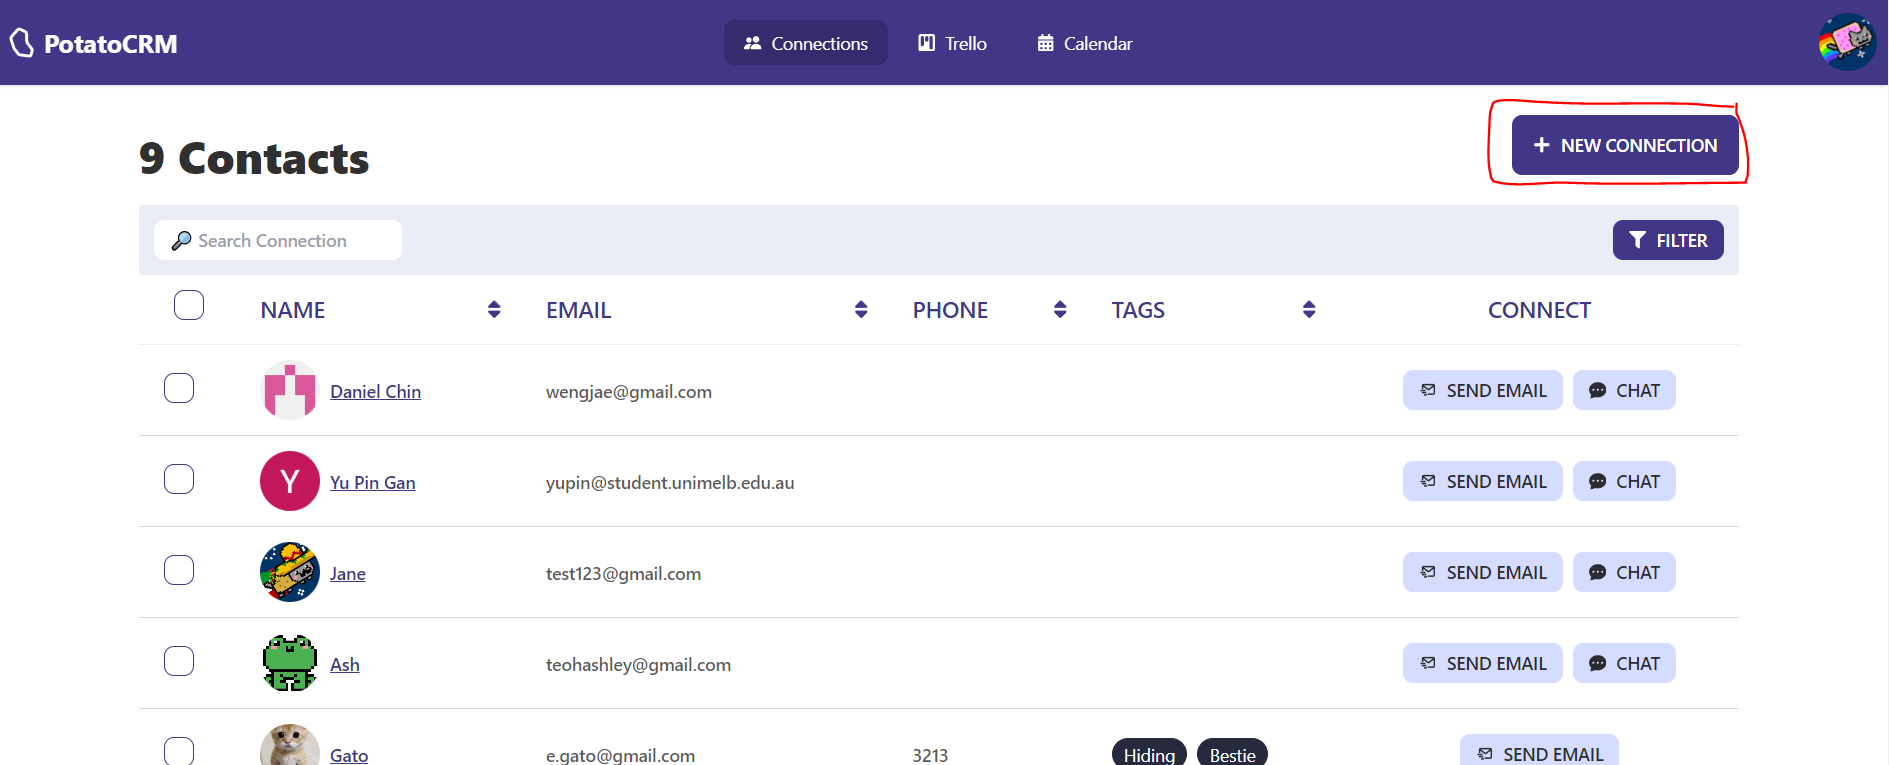 PotatoCRM Connections Trello Calendar
9 Contacts
+ NEW CONNECTION
Search Connection FILTER
NAME EMAIL PHONE TAGS CONNECT
Daniel Chin wengjae@gmail.com SEND EMAIL CHAT
Y Yu Pin Gan yupin@student.unimelb.edu.au SEND EMAIL CHAT
Jane test123@gmail.com SEND EMAIL CHAT
Ash teohashley@gmail.com SEND EMAIL CHAT
Gato e.gato@gmail.com 3213 Hiding Bestie SEND EMAIL